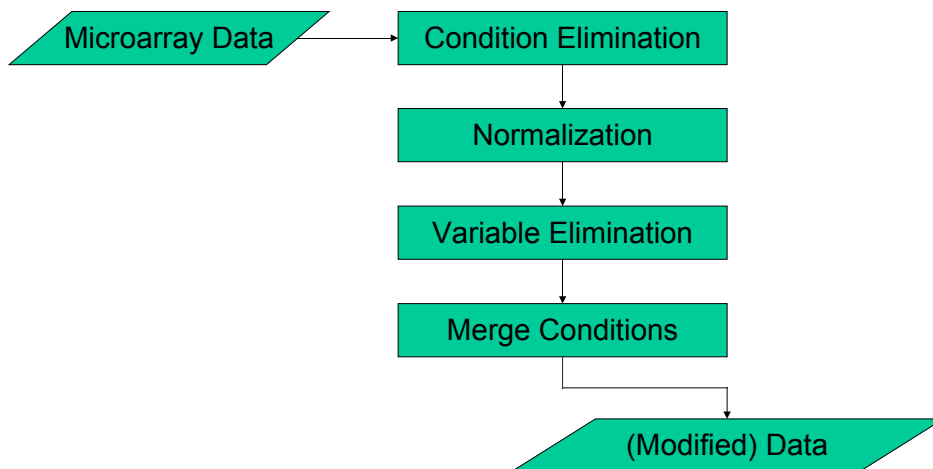 Microarray Data
Condition Elimination
Normalization
Variable Elimination
Merge Conditions
(Modified) Data